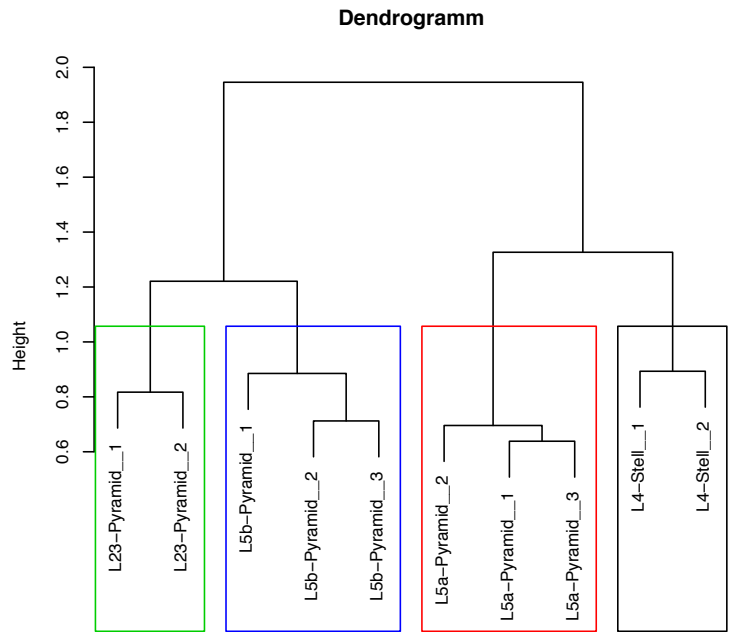 Dendrogramm
Height
2.0
1.8
1.6
1.4
1.2
1.0
0.8
0.6
L23−Pyramid__1
L23−Pyramid__2
L5b−Pyramid__1
L5b−Pyramid__2
L5b−Pyramid__3
L5a−Pyramid__2
L5a−Pyramid__1
L5a−Pyramid__3
L4−Stell__1
L4−Stell__2